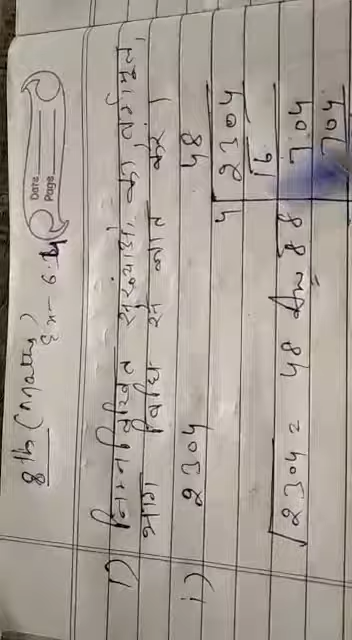 Date
Page
8th (Maths)
Ex- 6.4
1) निम्नलिखित संख्याओं का वर्गमूल
भाग विधि से ज्ञात करें।
i) 2304
48
4 2304
16
88 704
704
√2304 = 48 Ans